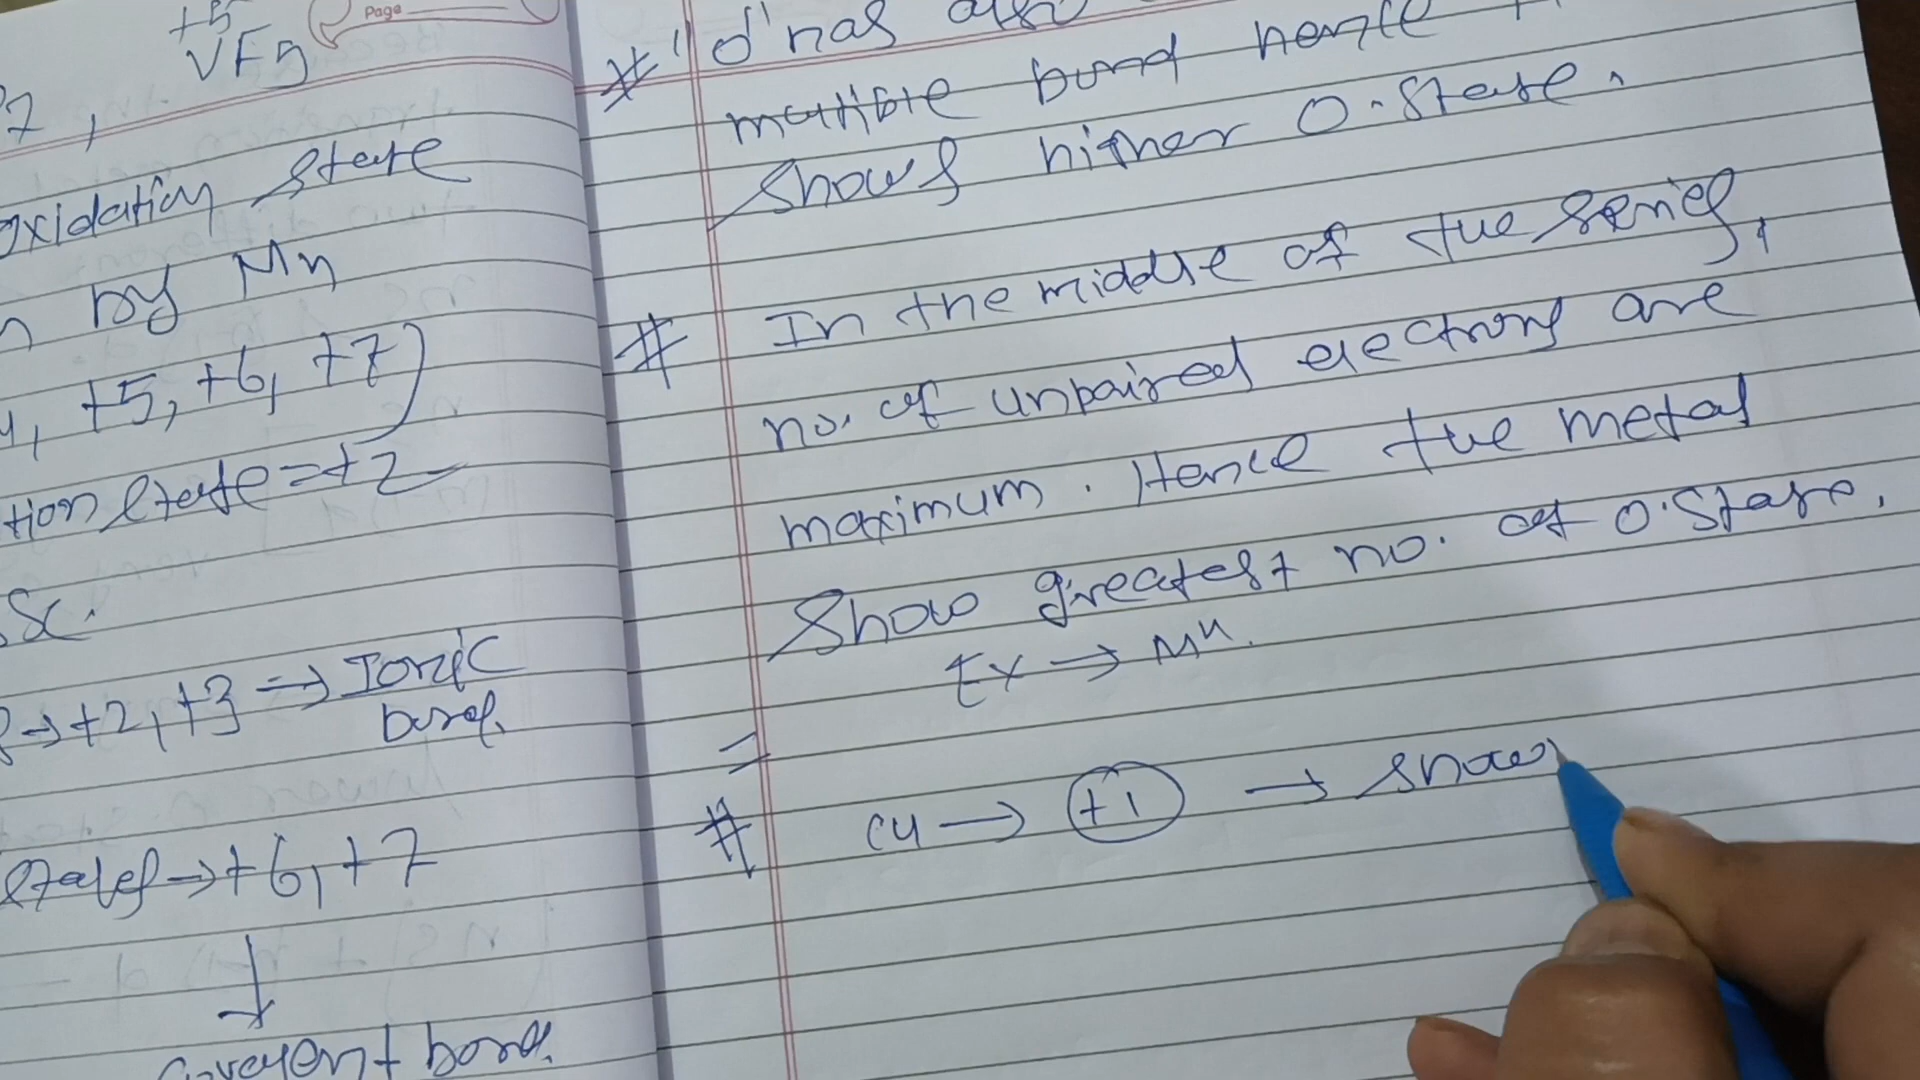 +5
VF5
Page
7,
oxidation state
by Mn
+5, +6, +7)
tion state = +2
Sc.
→ +2, +3 => Ionic
bond.
states → +6, +7
↓
Covalent bond.
# 'O' has also
multiple bond hence
shows higher O.State.
# In the middle of the series,
no. of unpaired electrons are
maximum. Hence the metal
Show greatest no. of O.State.
Ex → Mn.
=
# Cu → +1 → show